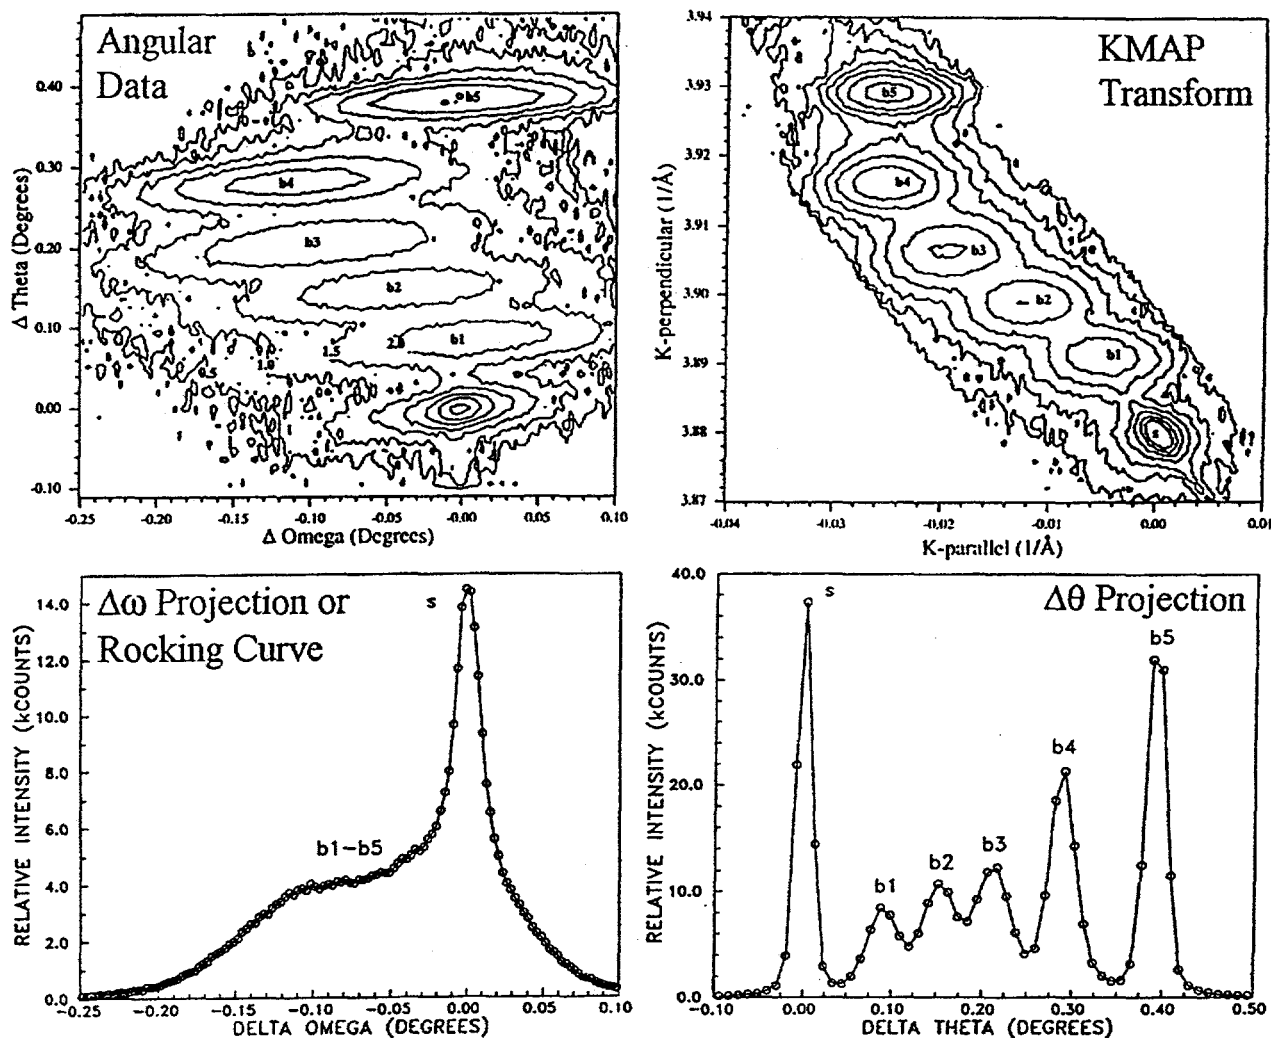 Angular
Data
0.40
0.30
0.20
0.10
0.00
-0.10
Δ Theta (Degrees)
b5
b4
b3
b2
b1
2.0
1.5
1.0
0.5
-0.25
-0.20
-0.15
-0.10
-0.05
-0.00
0.05
0.10
Δ Omega (Degrees)
KMAP
Transform
3.94
3.93
3.92
3.91
3.90
3.89
3.88
3.87
K-perpendicular (1/Å)
b5
b4
b3
b2
b1
s
-0.04
-0.03
-0.02
-0.01
0.00
0.01
K-parallel (1/Å)
Δω Projection or
Rocking Curve
s
b1-b5
14.0
12.0
10.0
8.0
6.0
4.0
2.0
0.0
RELATIVE INTENSITY (kCOUNTS)
-0.25
-0.20
-0.15
-0.10
-0.05
-0.00
0.05
0.10
DELTA OMEGA (DEGREES)
Δθ Projection
s
b1
b2
b3
b4
b5
40.0
30.0
20.0
10.0
0.0
RELATIVE INTENSITY (kCOUNTS)
-0.10
0.00
0.10
0.20
0.30
0.40
0.50
DELTA THETA (DEGREES)